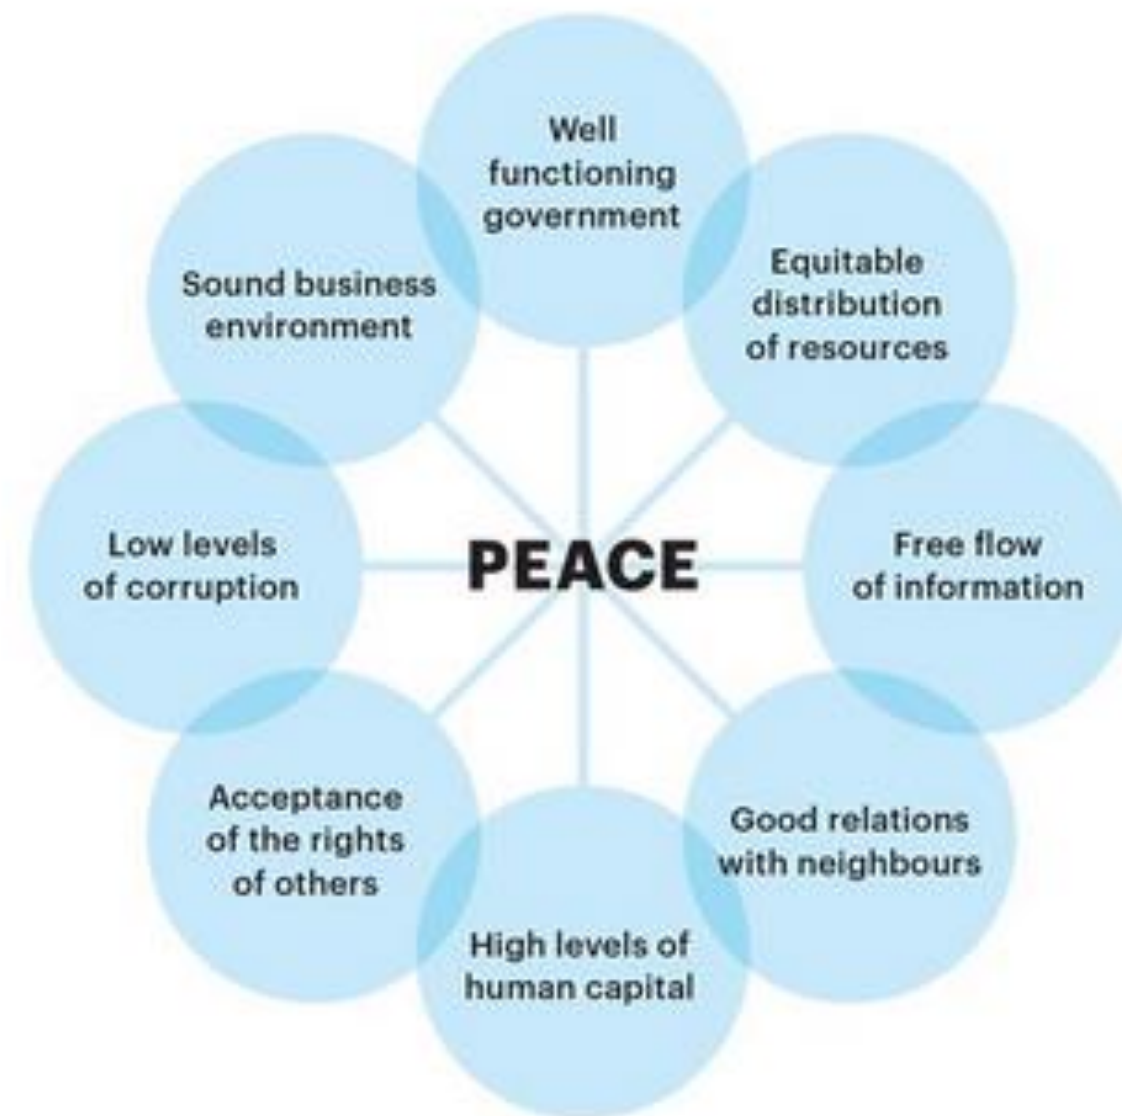 Well
functioning
government
Equitable
distribution
of resources
Sound business
environment
Low levels
of corruption
PEACE
Free flow
of information
Acceptance
of the rights
of others
Good relations
with neighbours
High levels of
human capital